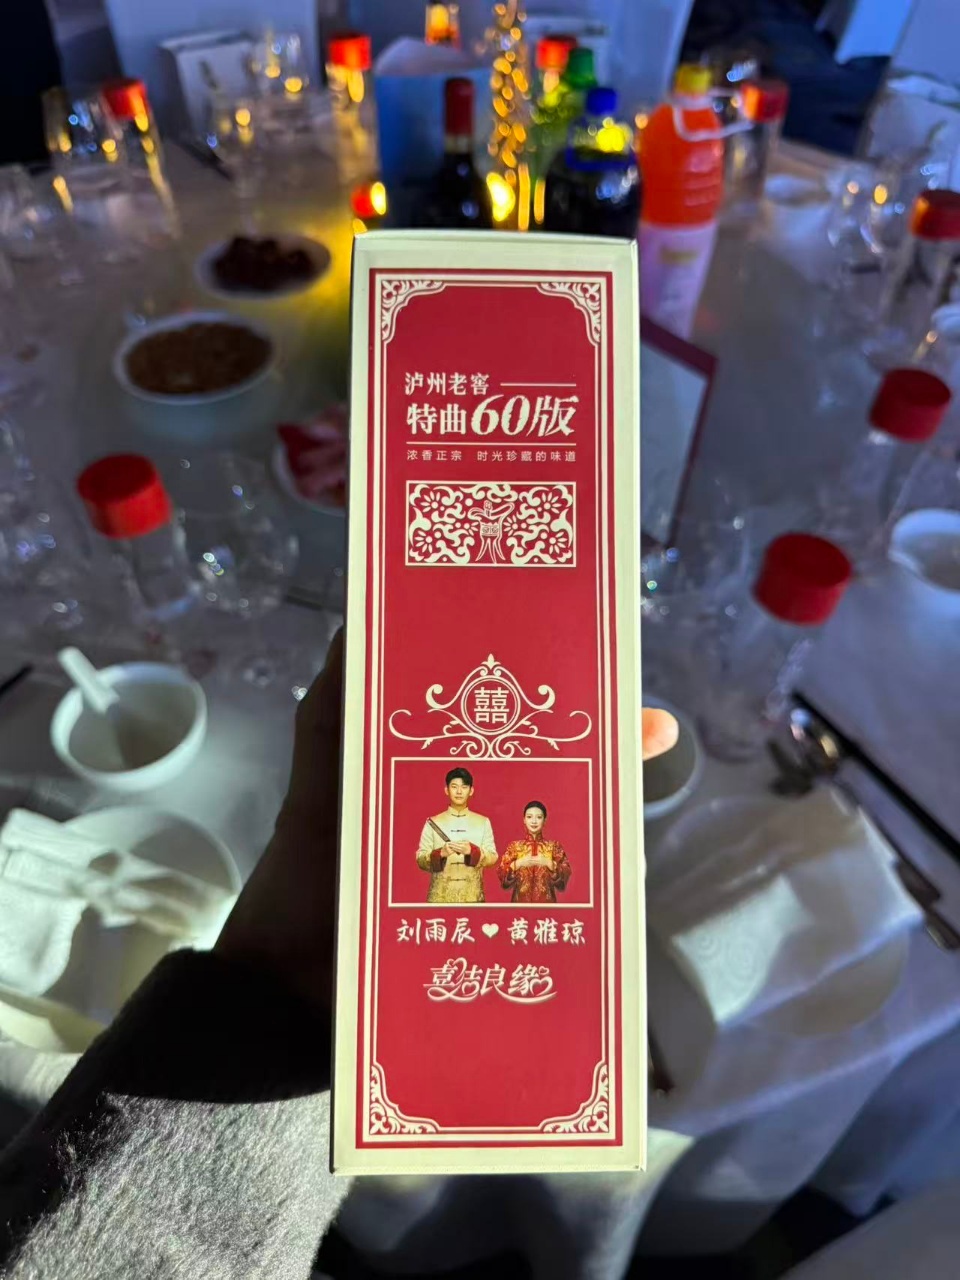 泸州老窖
特曲60版
浓香正宗 时光珍藏的味道
囍
刘雨辰❤黄雅琼
喜结良缘